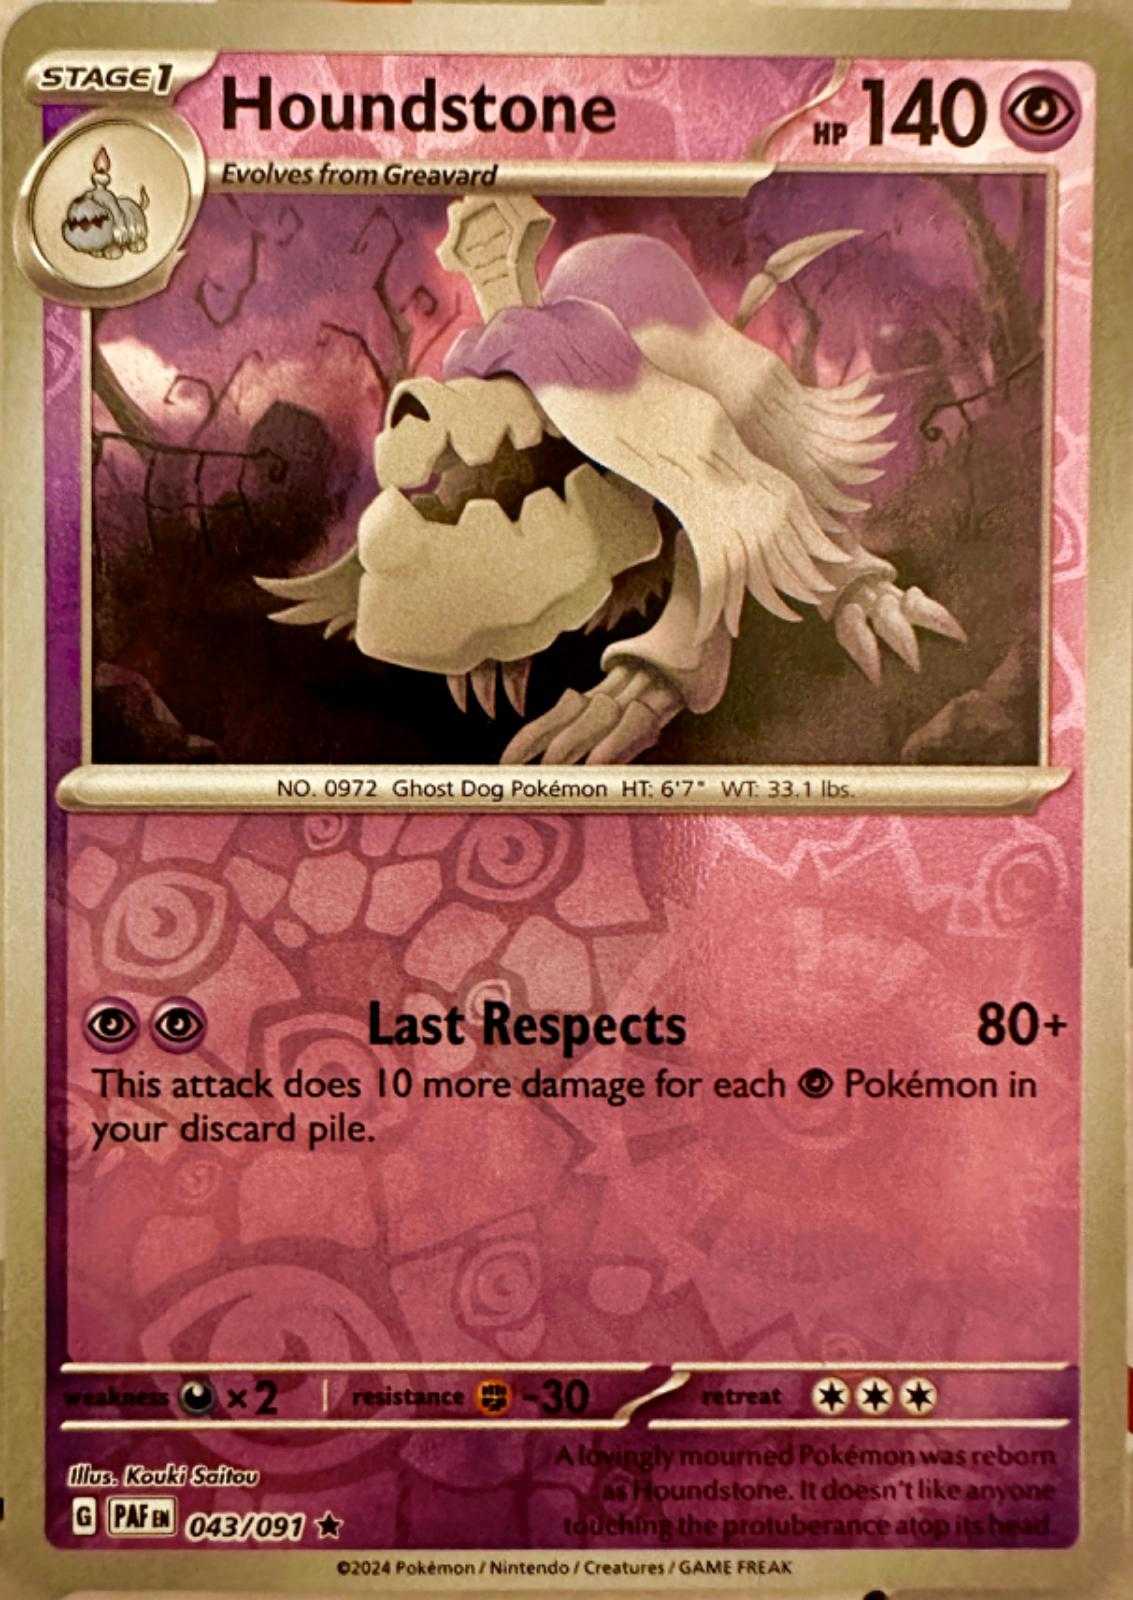 STAGE1
Houndstone
HP 140
Evolves from Greavard
NO. 0972 Ghost Dog Pokémon HT: 6'7" WT: 33.1 lbs.
Last Respects 80+
This attack does 10 more damage for each Pokémon in
your discard pile.
weakness ×2 resistance -30 retreat
Illus. Kouki Saitou
A lovingly mourned Pokémon was reborn
as Houndstone. It doesn't like anyone
touching the protuberance atop its head.
G PAF EN 043/091 ★
©2024 Pokémon / Nintendo / Creatures / GAME FREAK